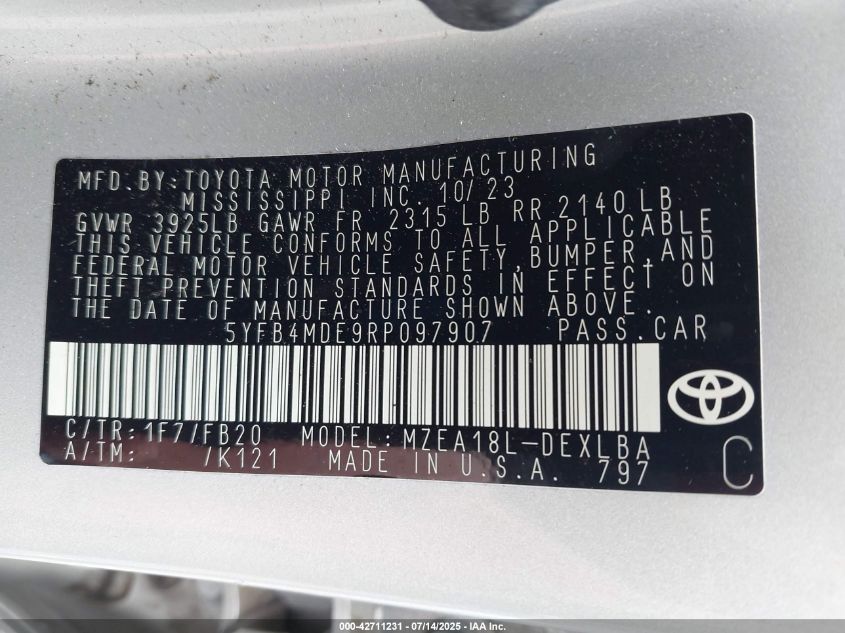 MFD. BY: TOYOTA MOTOR MANUFACTURING
MISSISSIPPI INC. 10/23
GVWR 3925LB GAWR FR 2315 LB RR 2140 LB
THIS VEHICLE CONFORMS TO ALL APPLICABLE
FEDERAL MOTOR VEHICLE SAFETY, BUMPER, AND
THEFT PREVENTION STANDARDS IN EFFECT ON
THE DATE OF MANUFACTURE SHOWN ABOVE.
5YFB4MDE9RP097907 PASS.CAR
C/TR: 1F7/FB20 MODEL: MZEA18L-DEXLBA
A/TM: /K121 MADE IN U.S.A. 797
C
000-42711231 - 07/14/2025 - IAA Inc.